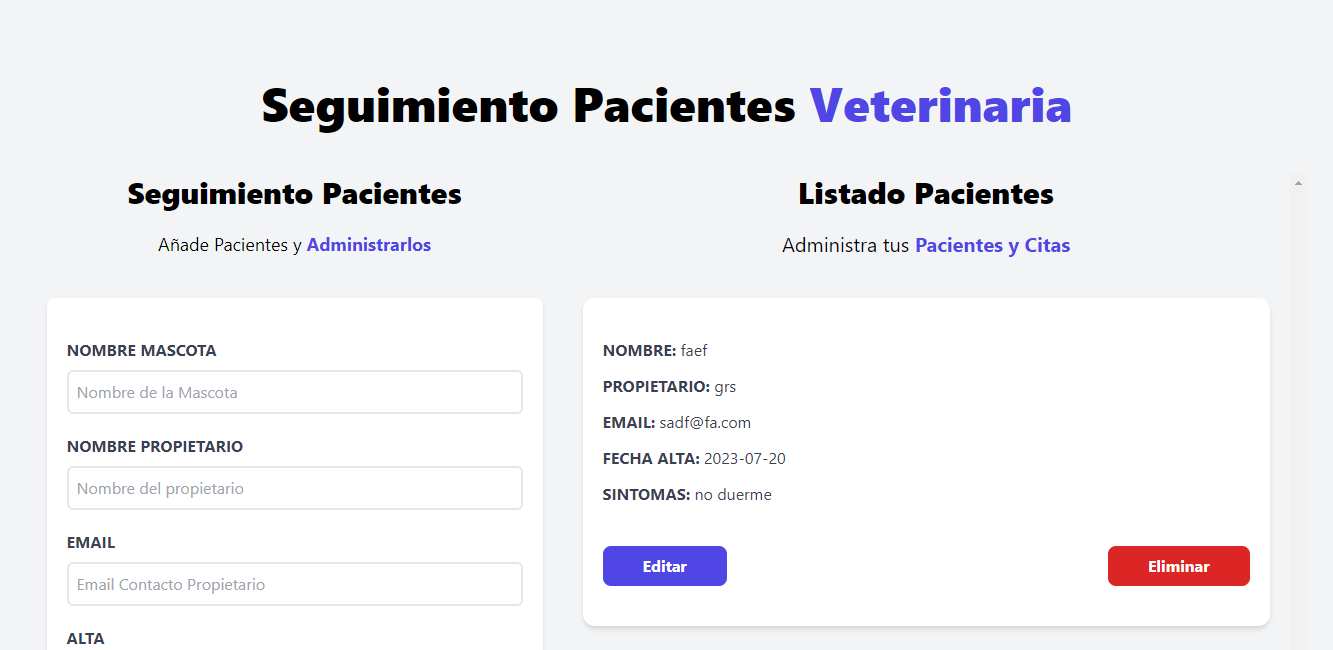 Seguimiento Pacientes Veterinaria
Seguimiento Pacientes
Añade Pacientes y Administrarlos
NOMBRE MASCOTA
Nombre de la Mascota
NOMBRE PROPIETARIO
Nombre del propietario
EMAIL
Email Contacto Propietario
ALTA
Listado Pacientes
Administra tus Pacientes y Citas
NOMBRE: faef
PROPIETARIO: grs
EMAIL: sadf@fa.com
FECHA ALTA: 2023-07-20
SINTOMAS: no duerme
Editar
Eliminar